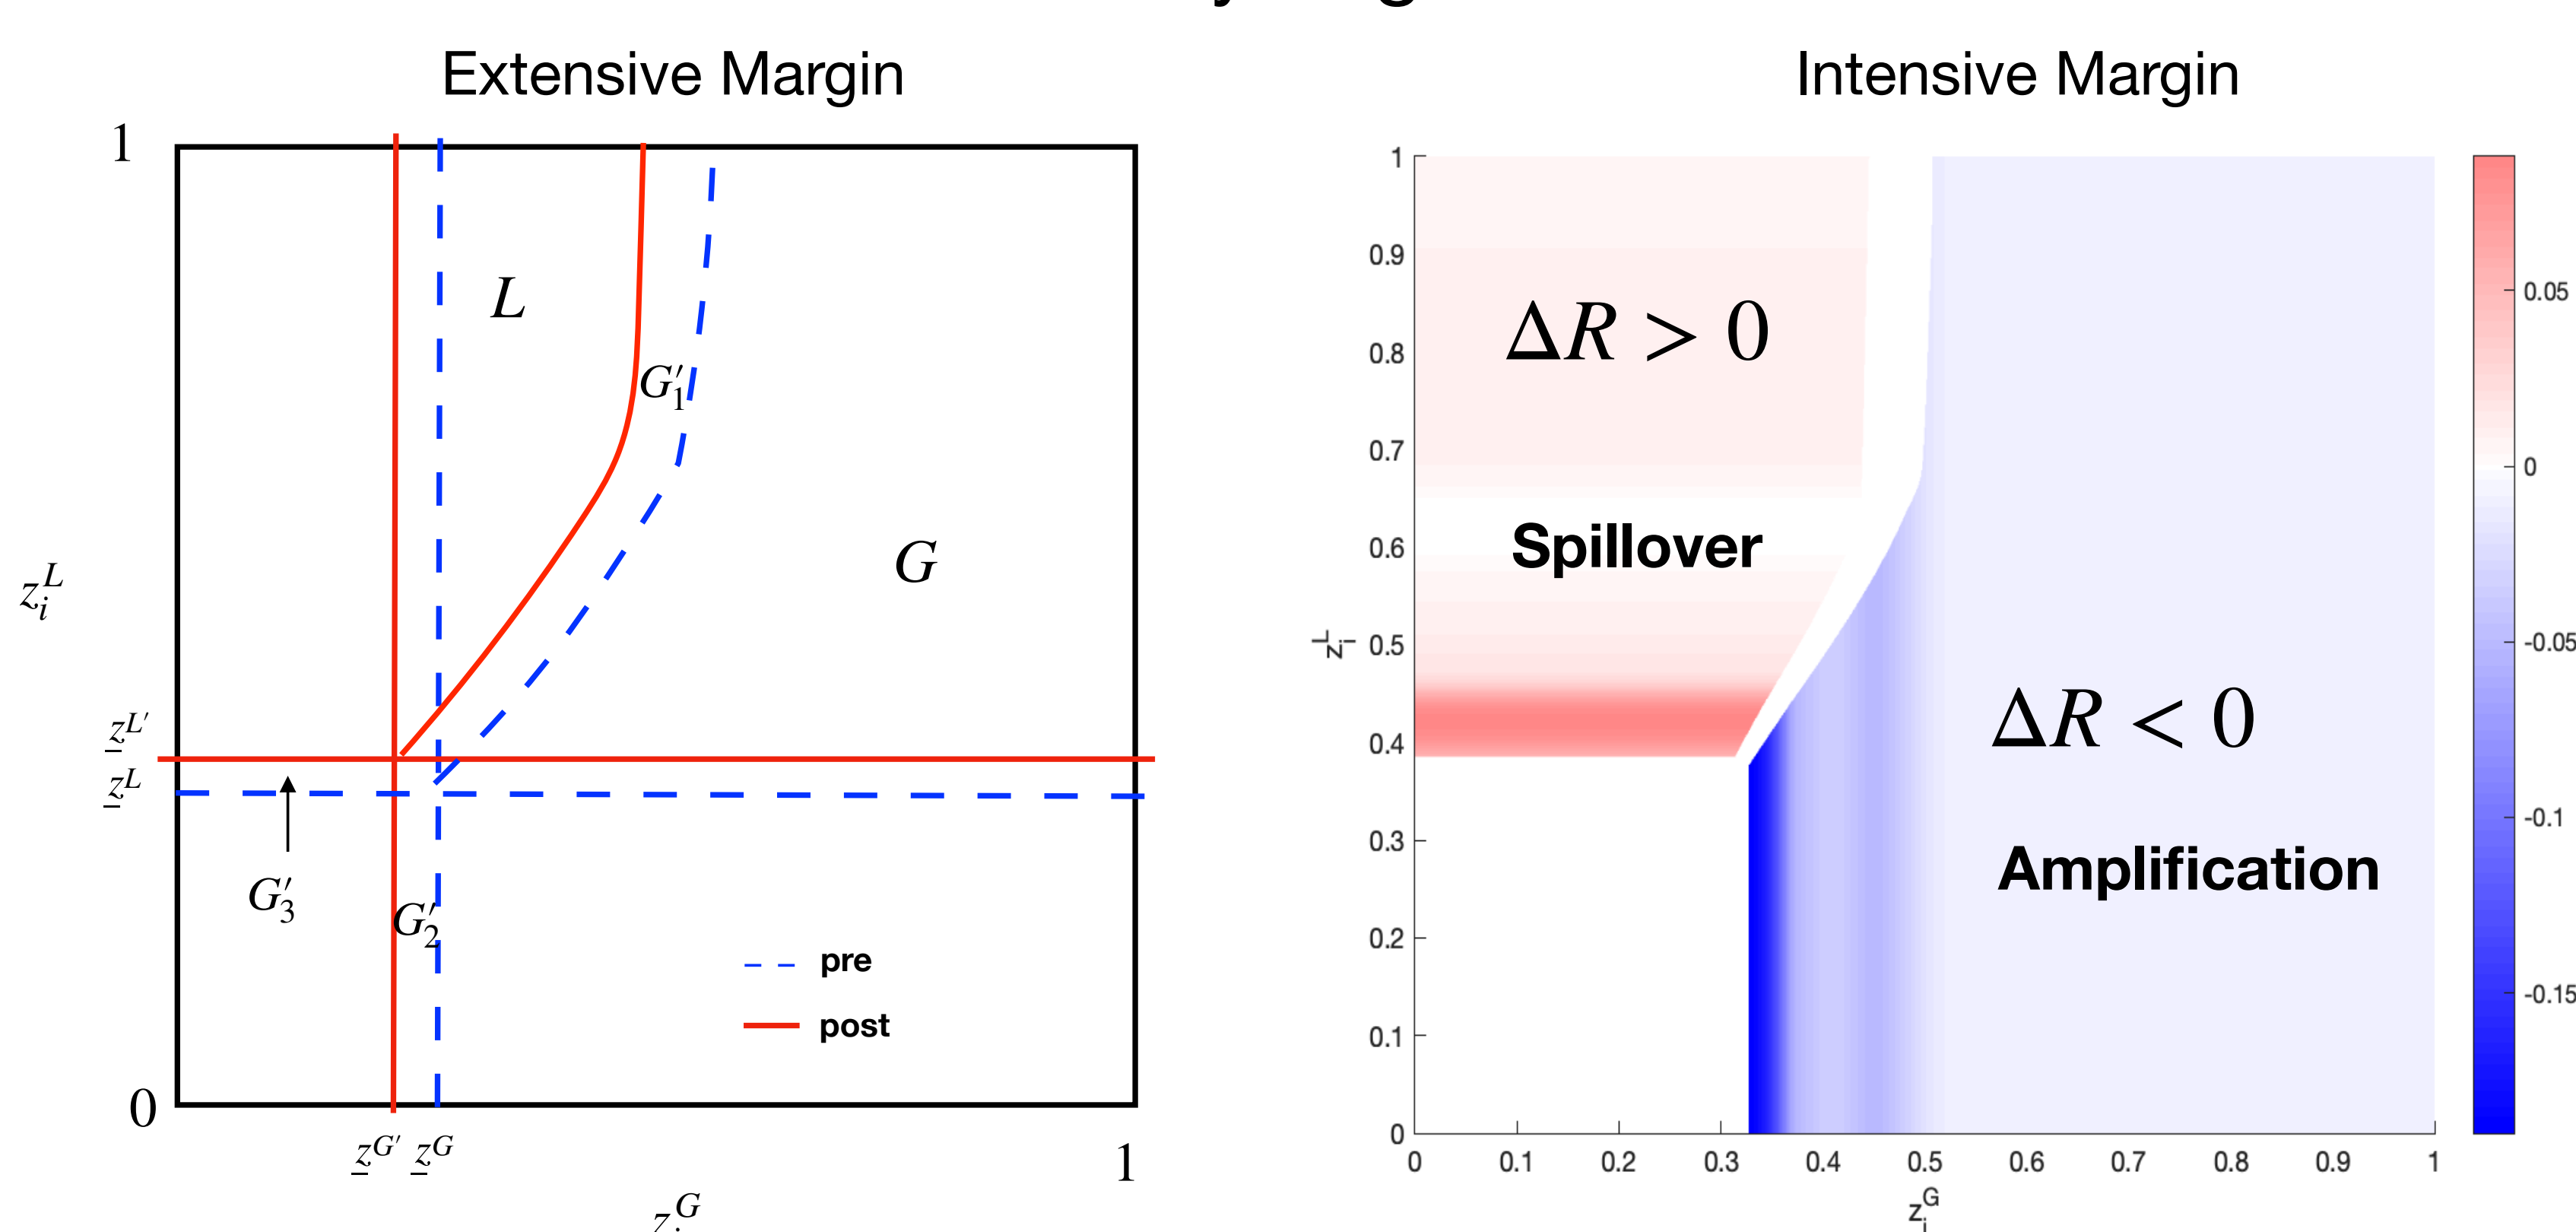 Extensive Margin
1
L
G′₁
G
z_i^L
z̲^L′
z̲^L
G′₃
G′₂
pre
post
0
z̲^G′ z̲^G
1
z_i^G
Intensive Margin
1
0.9
0.8
0.7
0.6
0.5
0.4
0.3
0.2
0.1
0
z_i^L
ΔR > 0
Spillover
ΔR < 0
Amplification
0 0.1 0.2 0.3 0.4 0.5 0.6 0.7 0.8 0.9 1
z_i^G
0.05
0
-0.05
-0.1
-0.15